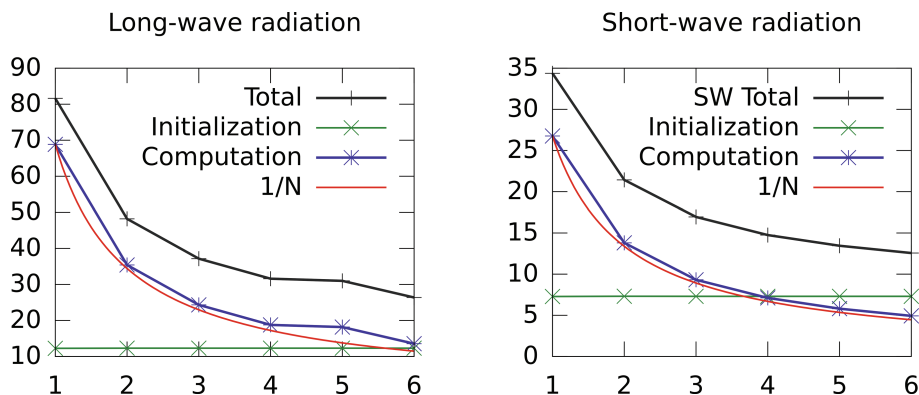 Long-wave radiation
90
80
70
60
50
40
30
20
10
1 2 3 4 5 6
Total
Initialization
Computation
1/N
Short-wave radiation
35
30
25
20
15
10
5
0
1 2 3 4 5 6
SW Total
Initialization
Computation
1/N